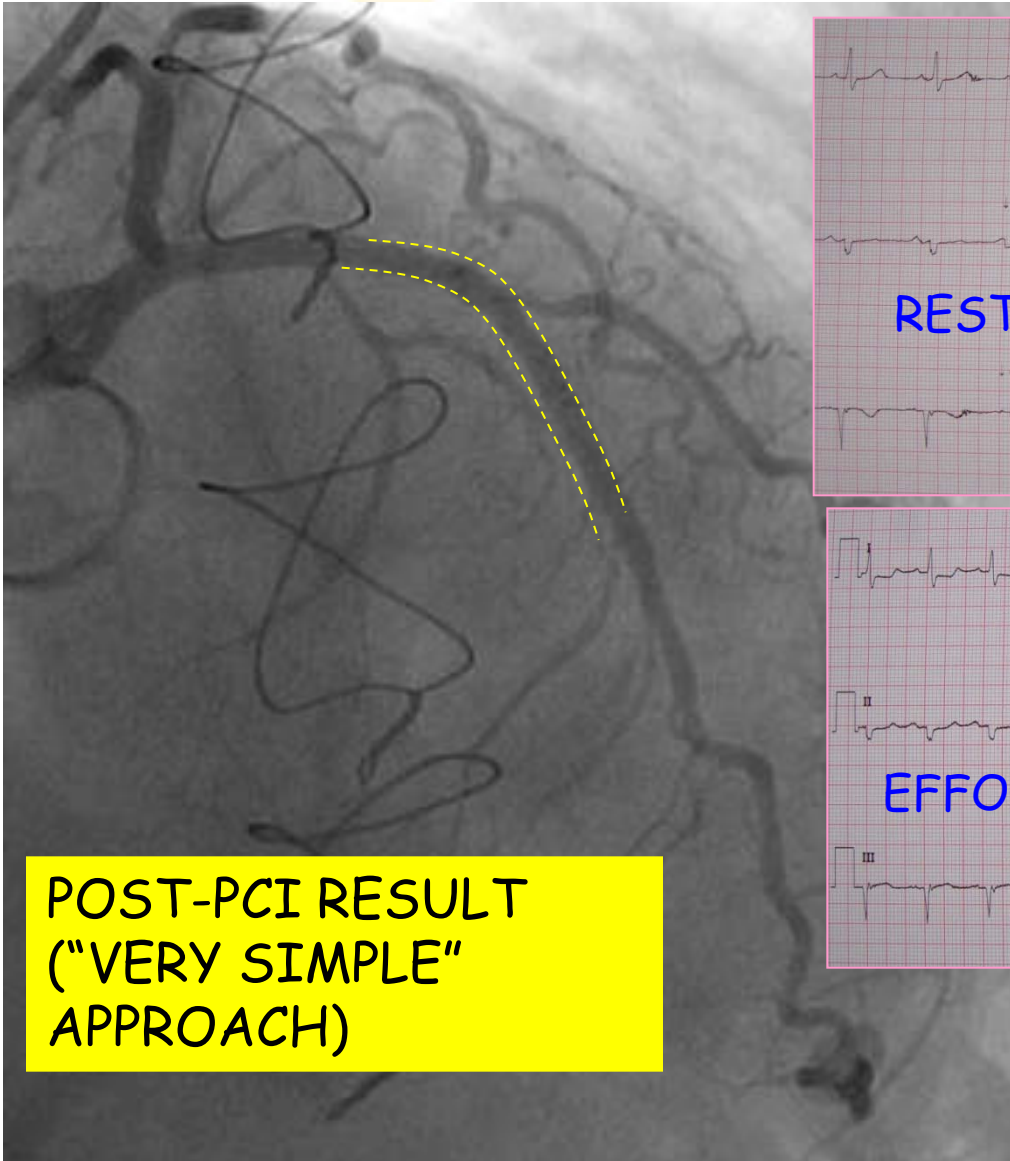 REST
I
II
EFFO
III
POST-PCI RESULT
(“VERY SIMPLE”
APPROACH)